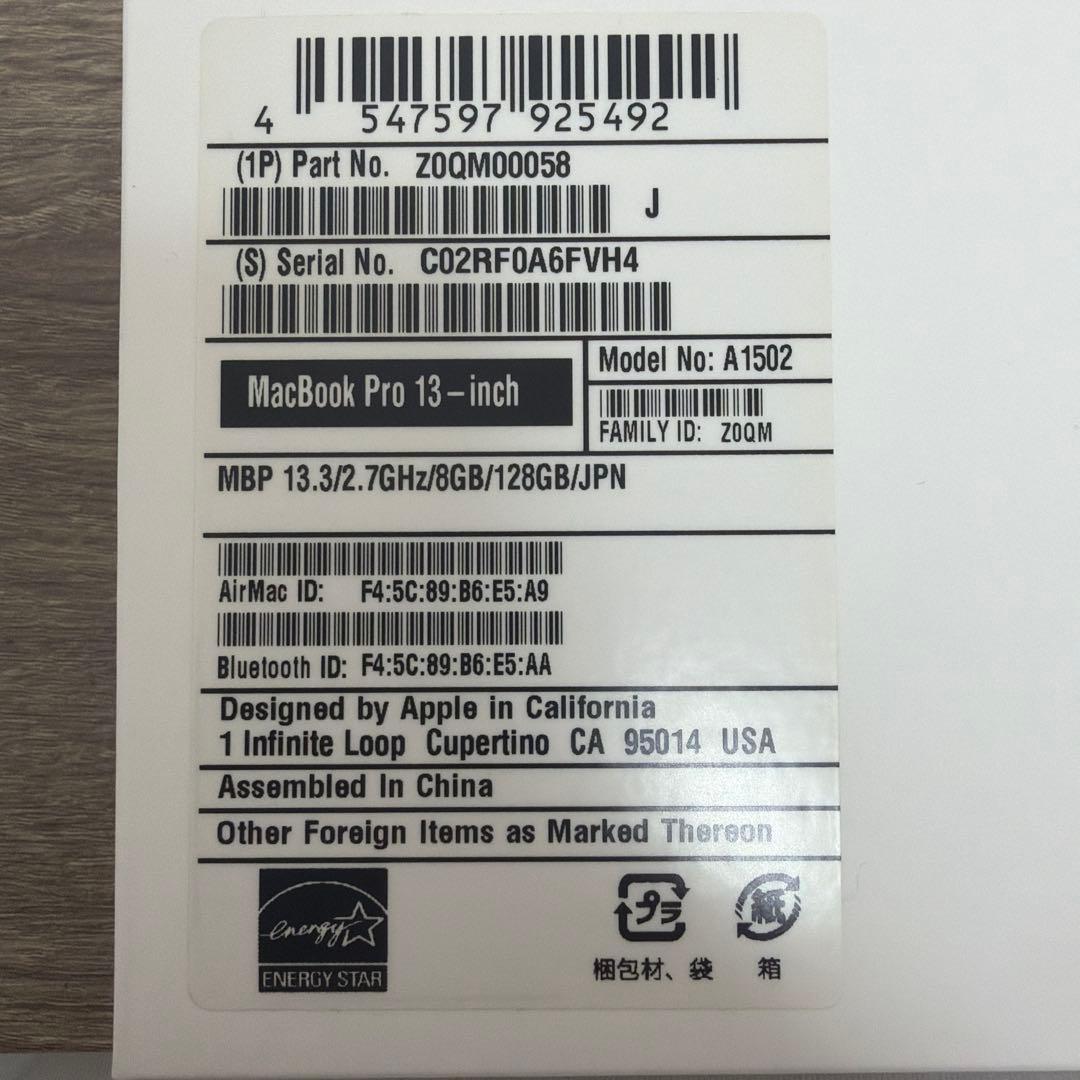 4 547597 925492
(1P) Part No. Z0QM00058
J
(S) Serial No. C02RF0A6FVH4
MacBook Pro 13-inch
Model No: A1502
FAMILY ID: Z0QM
MBP 13.3/2.7GHz/8GB/128GB/JPN
AirMac ID: F4:5C:89:B6:E5:A9
Bluetooth ID: F4:5C:89:B6:E5:AA
Designed by Apple in California
1 Infinite Loop Cupertino CA 95014 USA
Assembled In China
Other Foreign Items as Marked Thereon
energy
ENERGY STAR
プラ
紙
梱包材、袋
箱